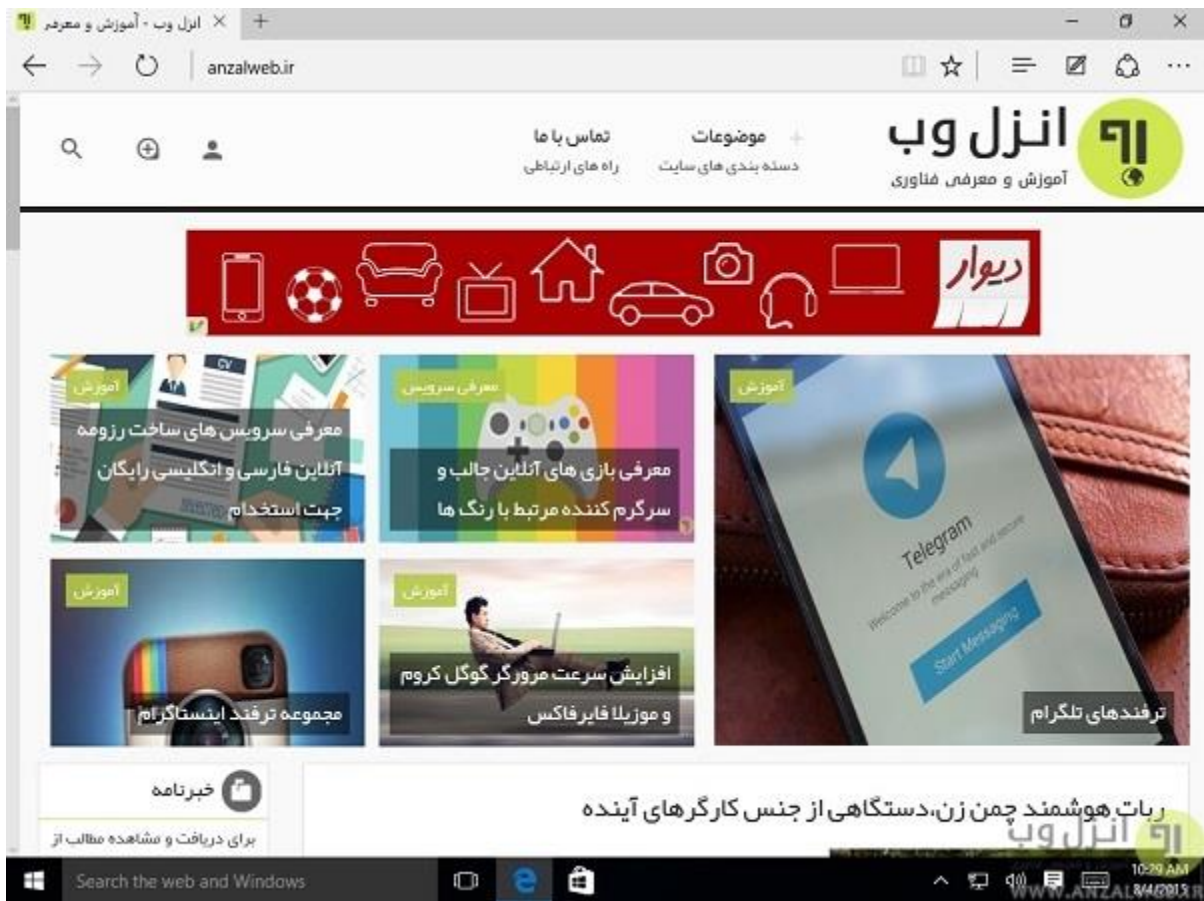 انزل وب - آموزش و معرفی
anzalweb.ir
انزل وب
آموزش و معرفی فناوری
موضوعات
دسته بندی های سایت
تماس با ما
راه های ارتباطی
دیوار
آموزش
Telegram
Welcome to the era of fast and secure
messaging
Start Messaging
ترفندهای تلگرام
معرفی سرویس
معرفی بازی های آنلاین جالب و
سرگرم کننده مرتبط با رنگ ها
آموزش
CV
معرفی سرویس های ساخت رزومه
آنلاین فارسی و انگلیسی رایگان
جهت استخدام
آموزش
افزایش سرعت مرورگر گوگل کروم
و موزیلا فایرفاکس
آموزش
مجموعه ترفند اینستاگرام
ربات هوشمند چمن زن،دستگاهی از جنس کارگرهای آینده
خبرنامه
برای دریافت و مشاهده مطالب از
انزل وب
Search the web and Windows
10:29 AM
8/4/2015
WWW.ANZALWEB.IR